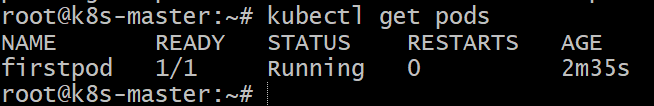 root@k8s-master:~# kubectl get pods
NAME READY STATUS RESTARTS AGE
firstpod 1/1 Running 0 2m35s
root@k8s-master:~#